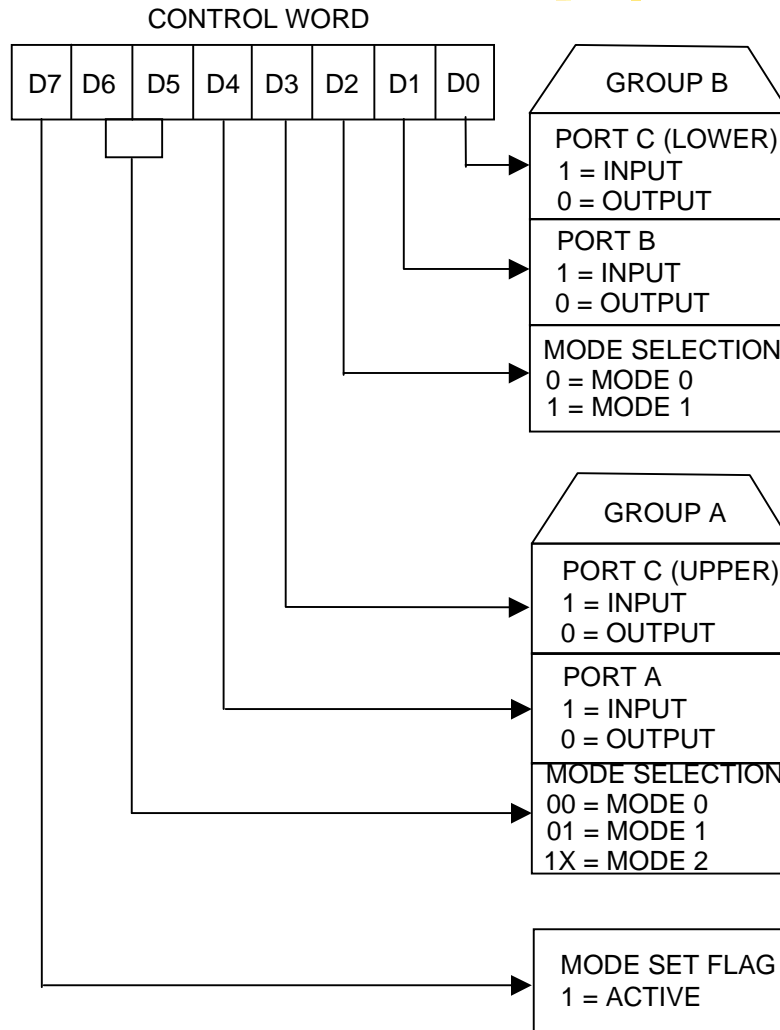 CONTROL WORD
D7 D6 D5 D4 D3 D2 D1 D0
GROUP B
PORT C (LOWER)
1 = INPUT
0 = OUTPUT
PORT B
1 = INPUT
0 = OUTPUT
MODE SELECTION
0 = MODE 0
1 = MODE 1
GROUP A
PORT C (UPPER)
1 = INPUT
0 = OUTPUT
PORT A
1 = INPUT
0 = OUTPUT
MODE SELECTION
00 = MODE 0
01 = MODE 1
1X = MODE 2
MODE SET FLAG
1 = ACTIVE